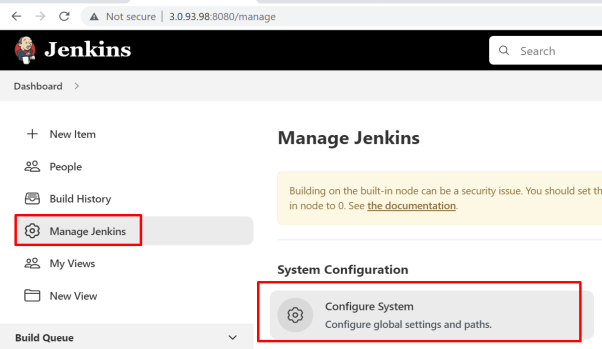 Not secure | 3.0.93.98:8080/manage
Jenkins
Search
Dashboard
New Item
People
Build History
Manage Jenkins
My Views
New View
Build Queue
Manage Jenkins
Building on the built-in node can be a security issue. You should set th
in node to 0. See the documentation.
System Configuration
Configure System
Configure global settings and paths.